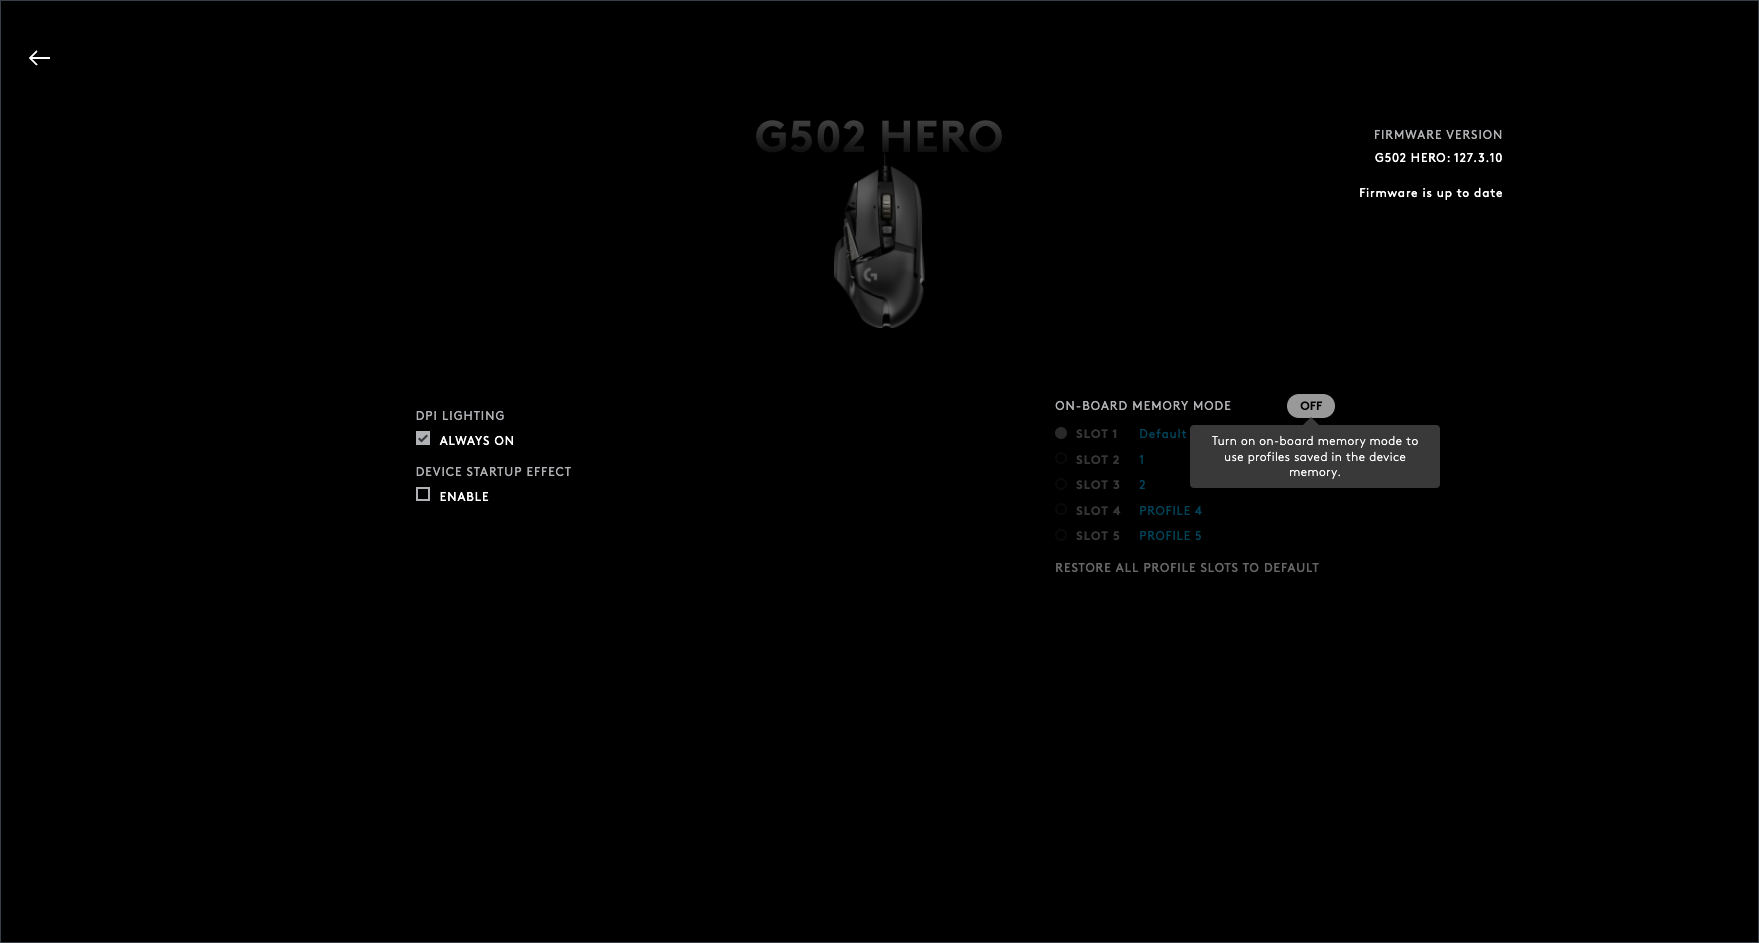 G502 HERO
FIRMWARE VERSION
G502 HERO: 127.3.10
Firmware is up to date
DPI LIGHTING
ALWAYS ON
DEVICE STARTUP EFFECT
ENABLE
ON-BOARD MEMORY MODE OFF
SLOT 1 Default
SLOT 2 1
SLOT 3 2
SLOT 4 PROFILE 4
SLOT 5 PROFILE 5
RESTORE ALL PROFILE SLOTS TO DEFAULT
Turn on on-board memory mode to
use profiles saved in the device
memory.